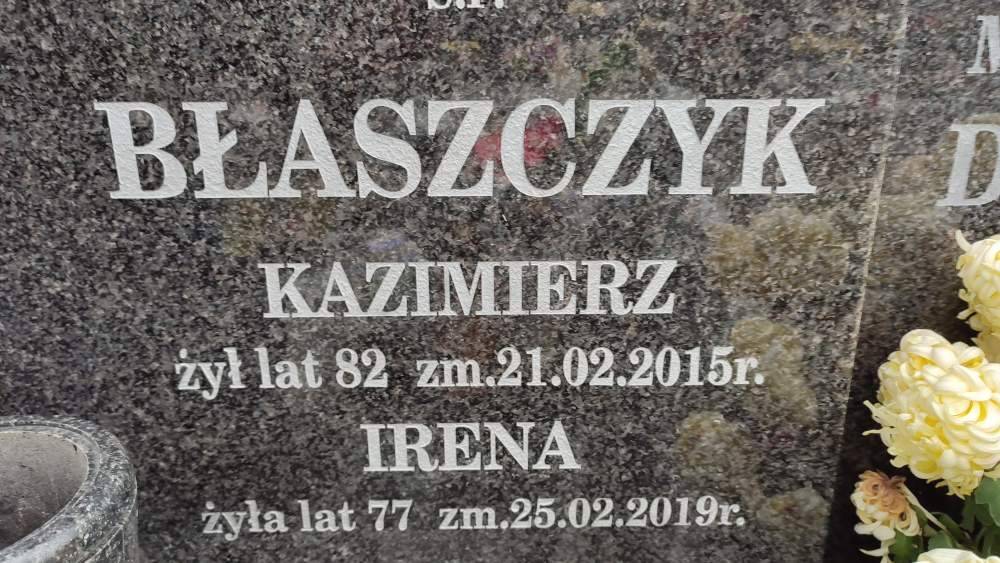 Ś.P.
BŁASZCZYK
KAZIMIERZ
żył lat 82 zm.21.02.2015r.
IRENA
żyła lat 77 zm.25.02.2019r.